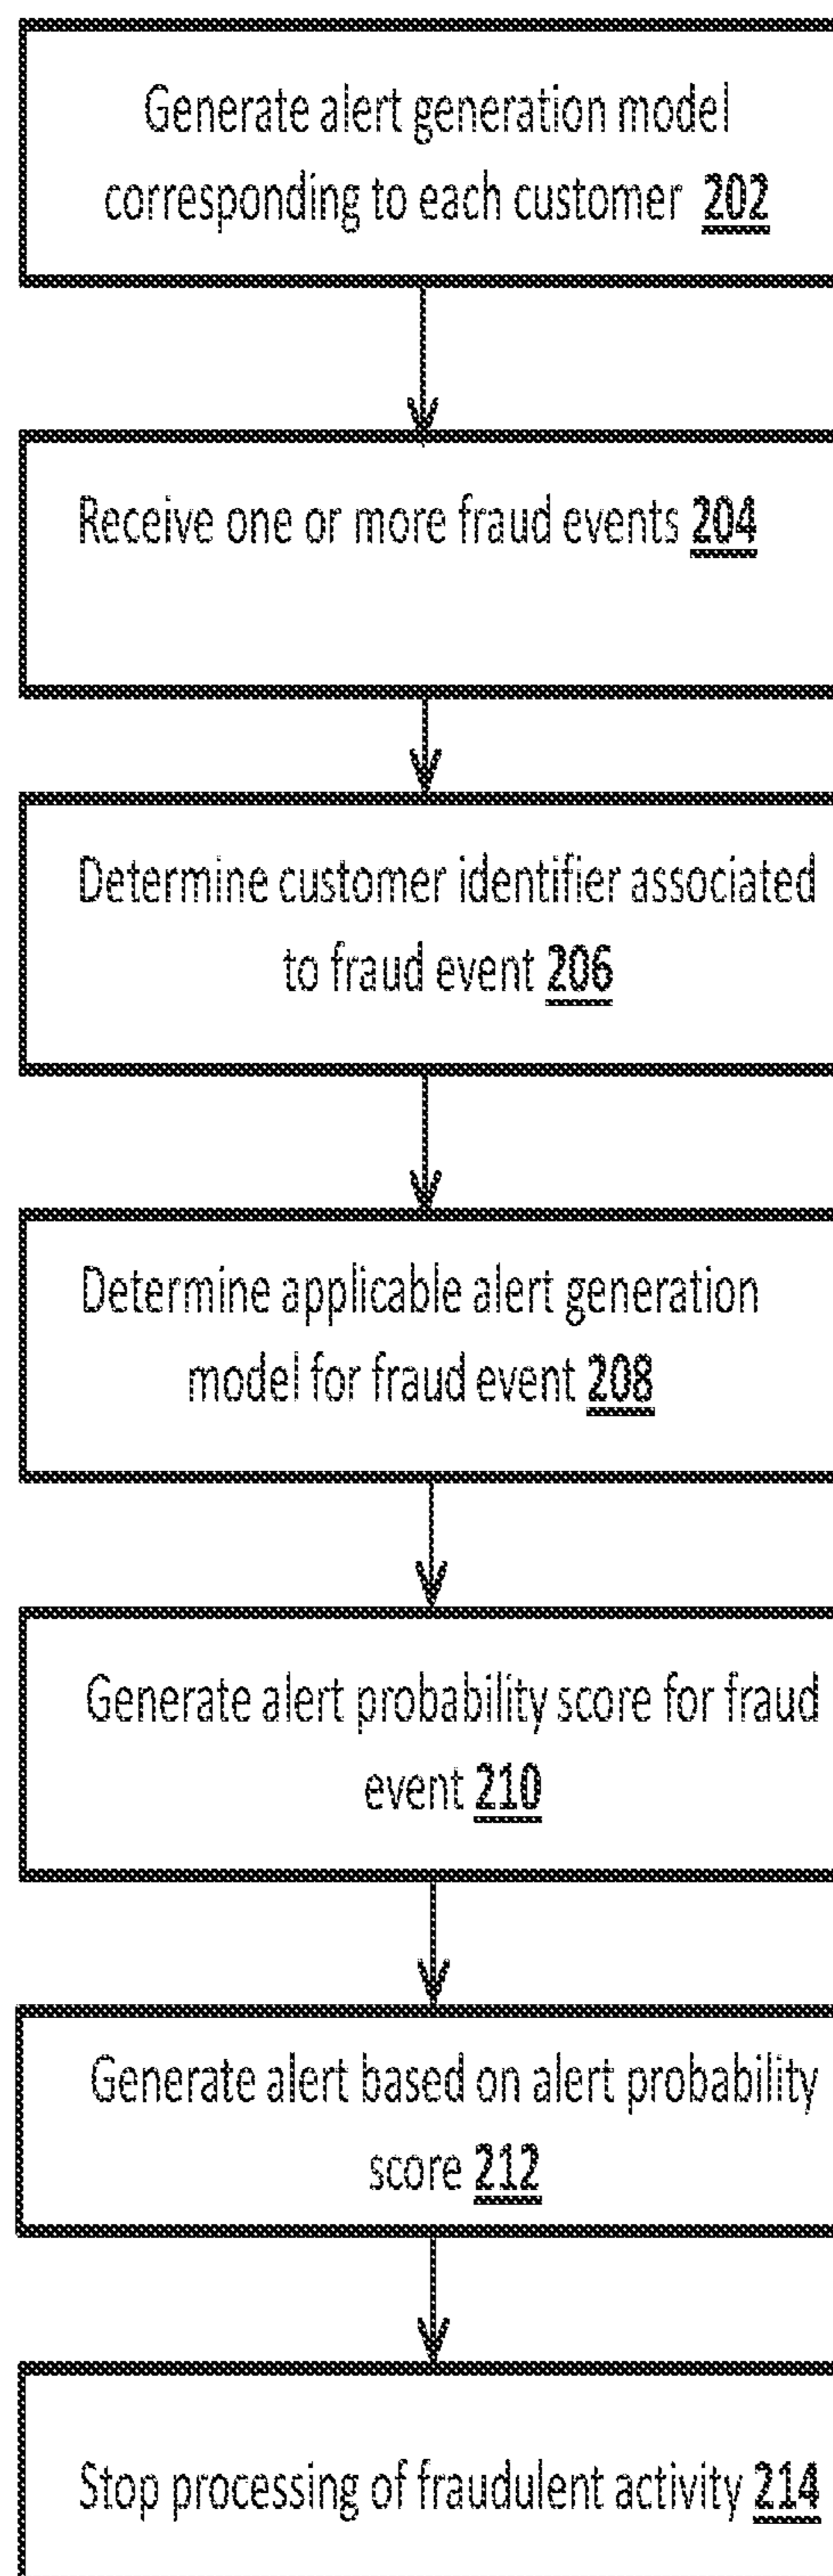 Generate alert generation model
corresponding to each customer 202
Receive one or more fraud events 204
Determine customer identifier associated
to fraud event 206
Determine applicable alert generation
model for fraud event 208
Generate alert probability score for fraud
event 210
Generate alert based on alert probability
score 212
Stop processing of fraudulent activity 214